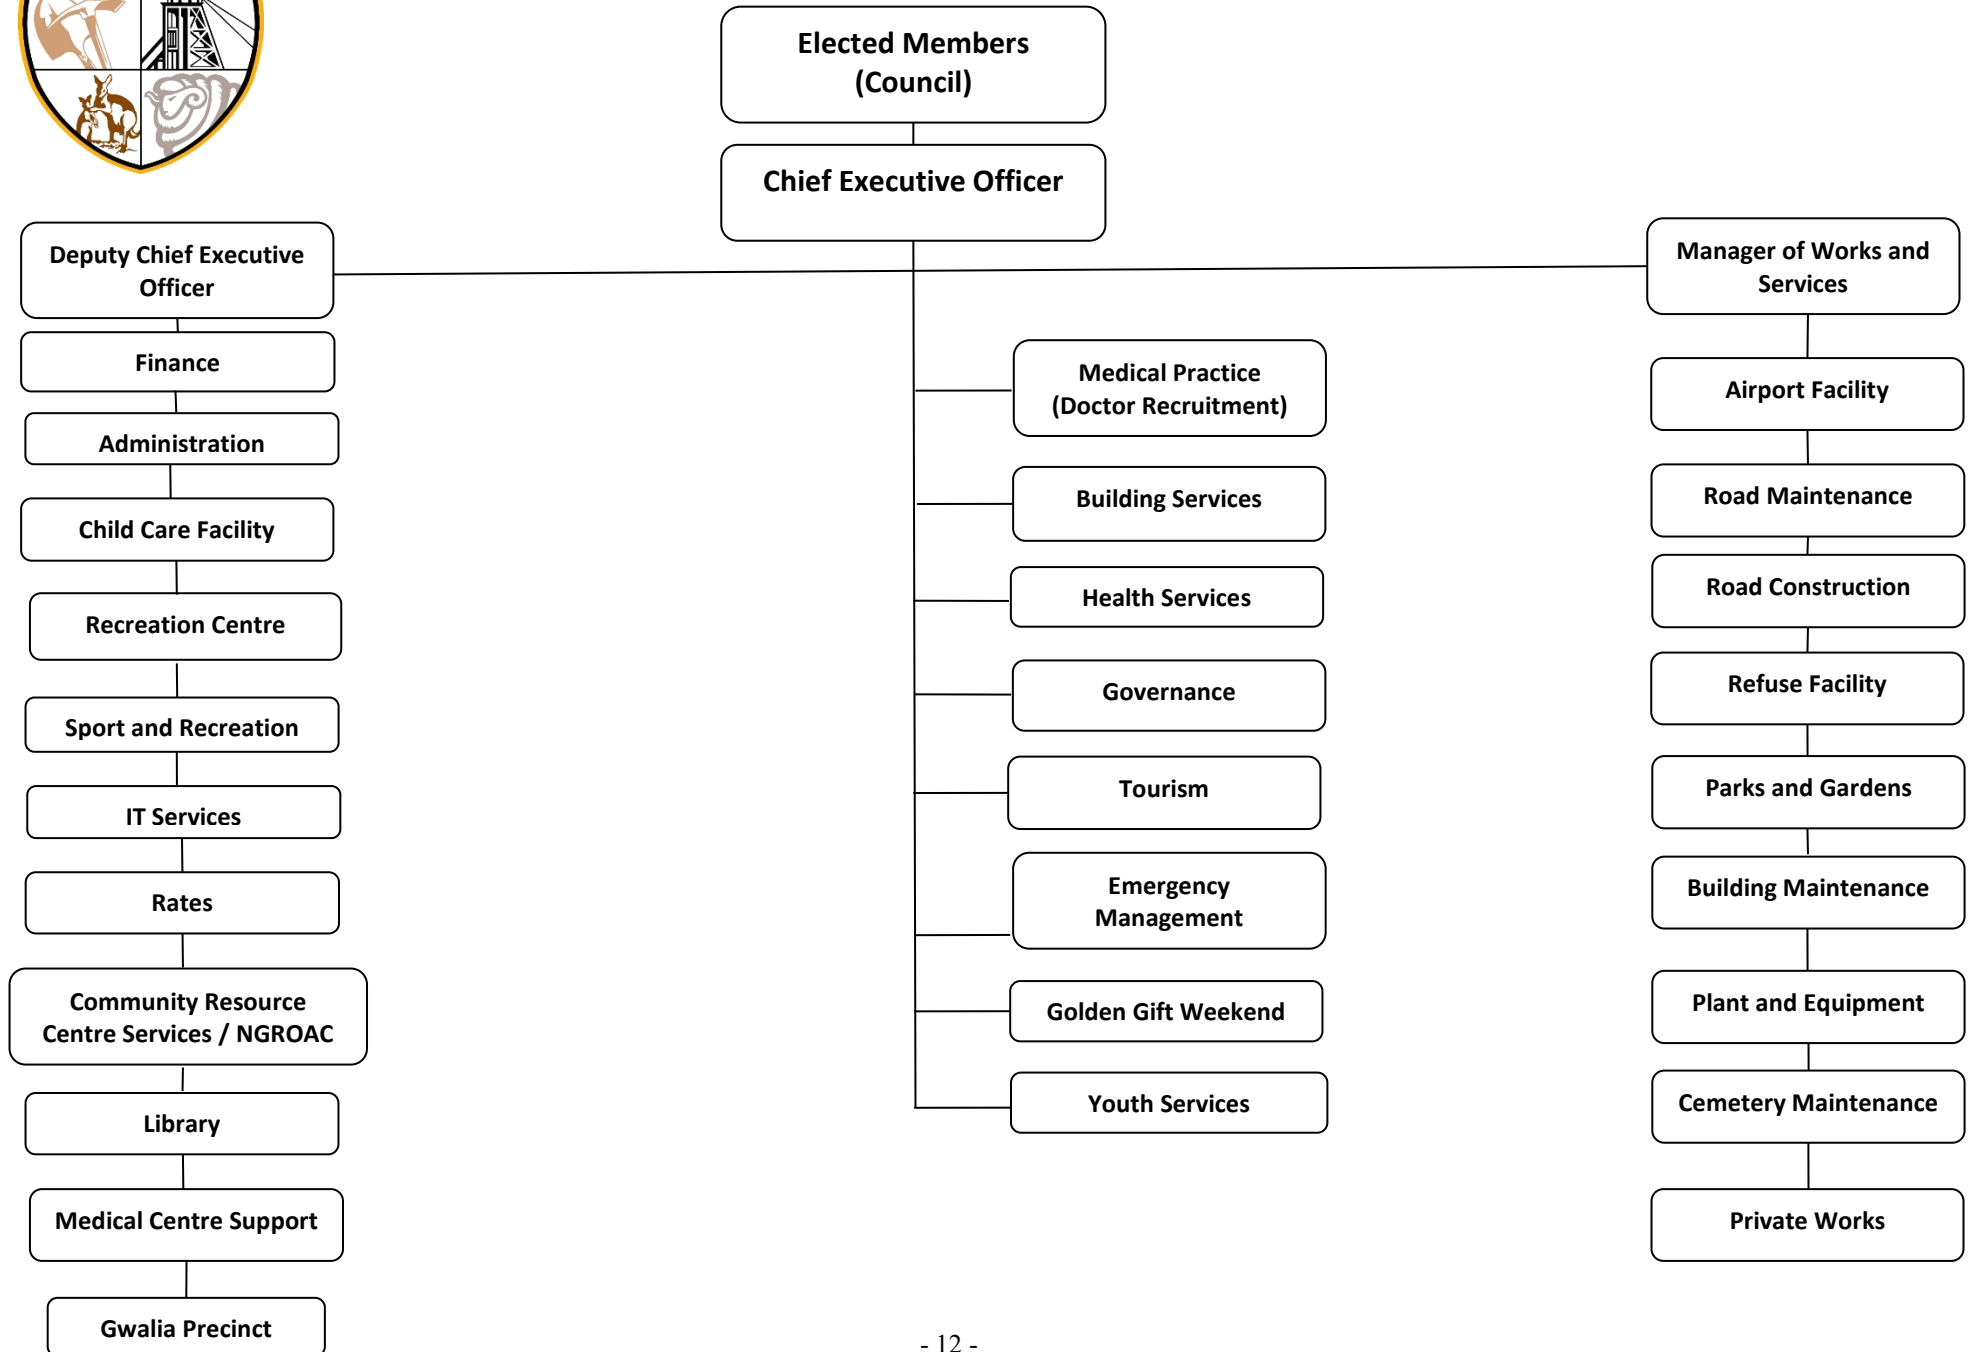 Elected Members
(Council)
Chief Executive Officer
Deputy Chief Executive
Officer
Finance
Administration
Child Care Facility
Recreation Centre
Sport and Recreation
IT Services
Rates
Community Resource
Centre Services / NGROAC
Library
Medical Centre Support
Gwalia Precinct
Medical Practice
(Doctor Recruitment)
Building Services
Health Services
Governance
Tourism
Emergency
Management
Golden Gift Weekend
Youth Services
Manager of Works and
Services
Airport Facility
Road Maintenance
Road Construction
Refuse Facility
Parks and Gardens
Building Maintenance
Plant and Equipment
Cemetery Maintenance
Private Works
- 12 -